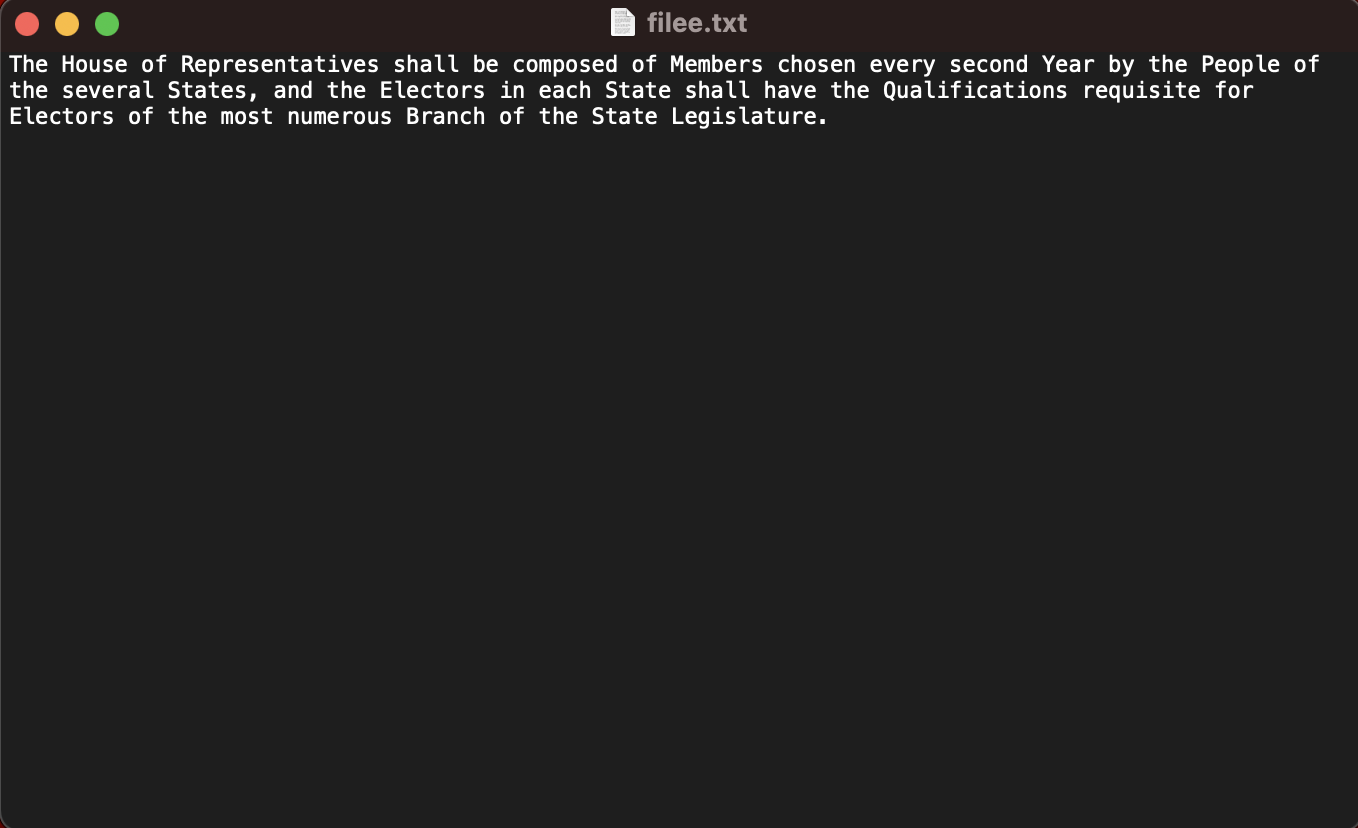 filee.txt
The House of Representatives shall be composed of Members chosen every second Year by the People of
the several States, and the Electors in each State shall have the Qualifications requisite for
Electors of the most numerous Branch of the State Legislature.